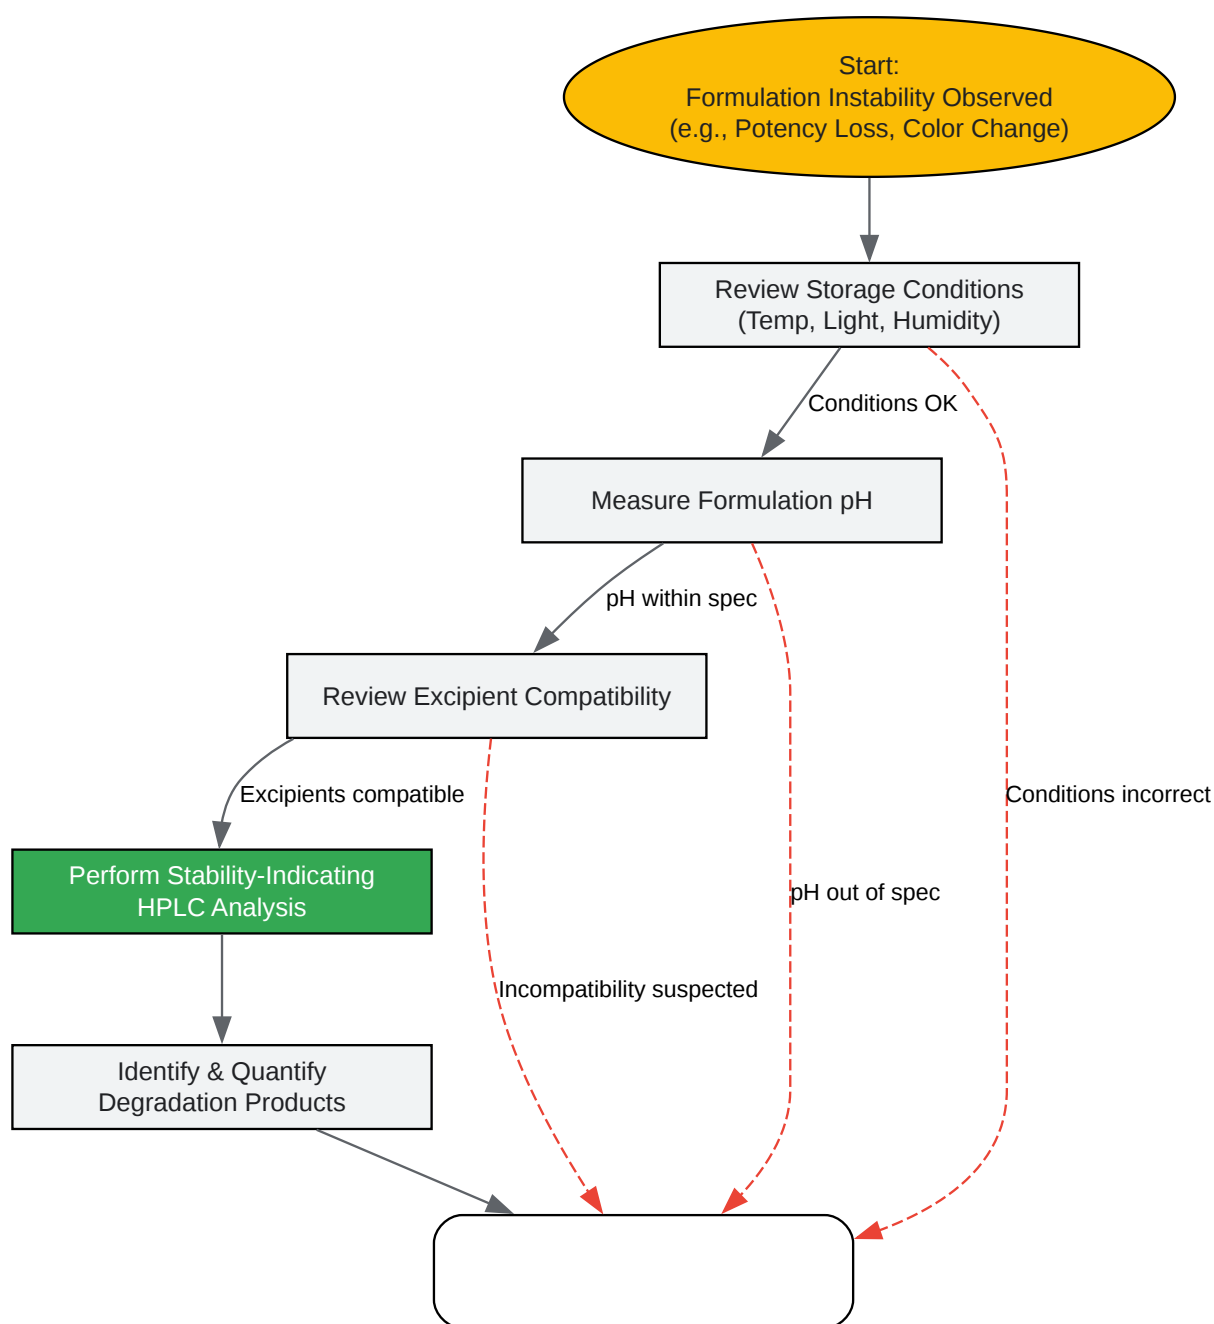 Start:
Formulation Instability Observed
(e.g., Potency Loss, Color Change)
Review Storage Conditions
(Temp, Light, Humidity)
Conditions OK
Measure Formulation pH
pH within spec
Review Excipient Compatibility
Excipients compatible
Conditions incorrect
Perform Stability-Indicating
HPLC Analysis
pH out of spec
Incompatibility suspected
Identify & Quantify
Degradation Products